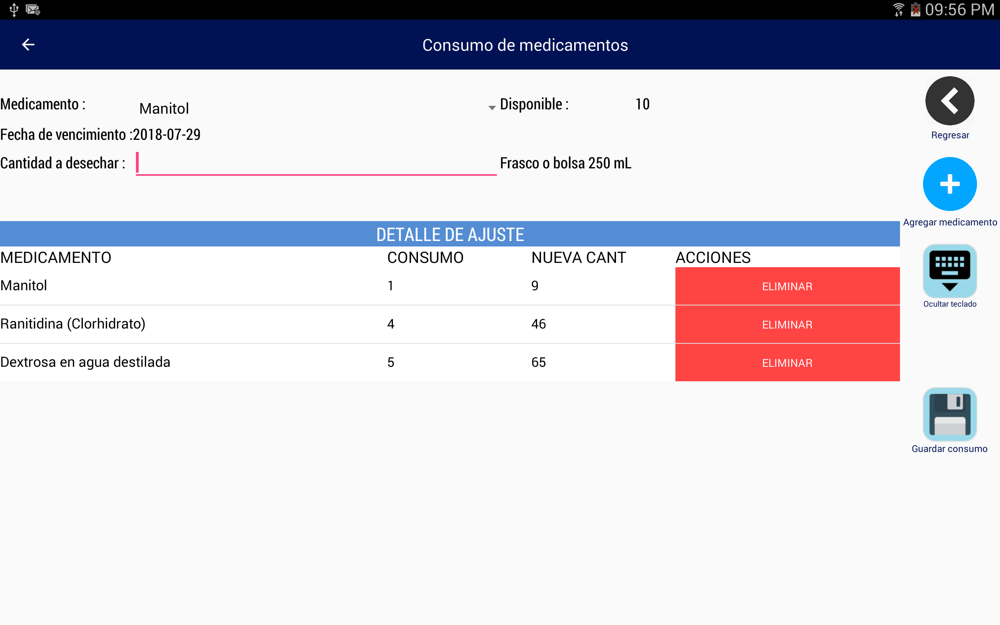 09:56 PM
Consumo de medicamentos
Medicamento : Manitol Disponible : 10
Fecha de vencimiento :2018-07-29
Cantidad a desechar : Frasco o bolsa 250 mL
Regresar
Agregar medicamento
Ocultar teclado
Guardar consumo
DETALLE DE AJUSTE
MEDICAMENTO CONSUMO NUEVA CANT ACCIONES
Manitol 1 9 ELIMINAR
Ranitidina (Clorhidrato) 4 46 ELIMINAR
Dextrosa en agua destilada 5 65 ELIMINAR